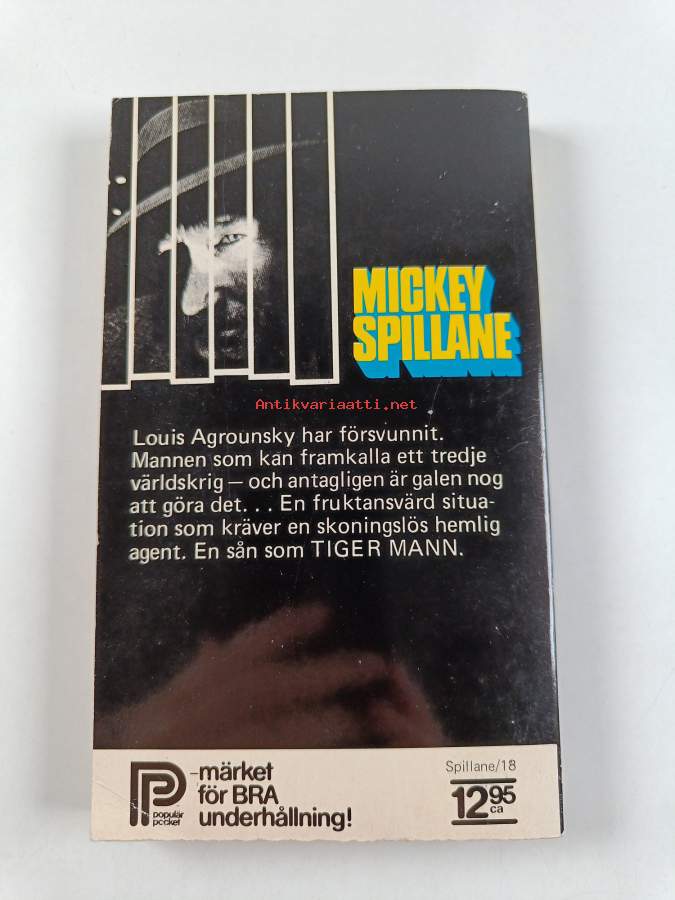 MICKEY
SPILLANE
Antikvariaatti.net
Louis Agrounsky har försvunnit.
Mannen som kan framkalla ett tredje
världskrig – och antagligen är galen nog
att göra det. . . En fruktansvärd situa-
tion som kräver en skoningslös hemlig
agent. En sån som TIGER MANN.
populär
pocket
-märket
för BRA
underhållning!
Spillane/18
12 95
ca